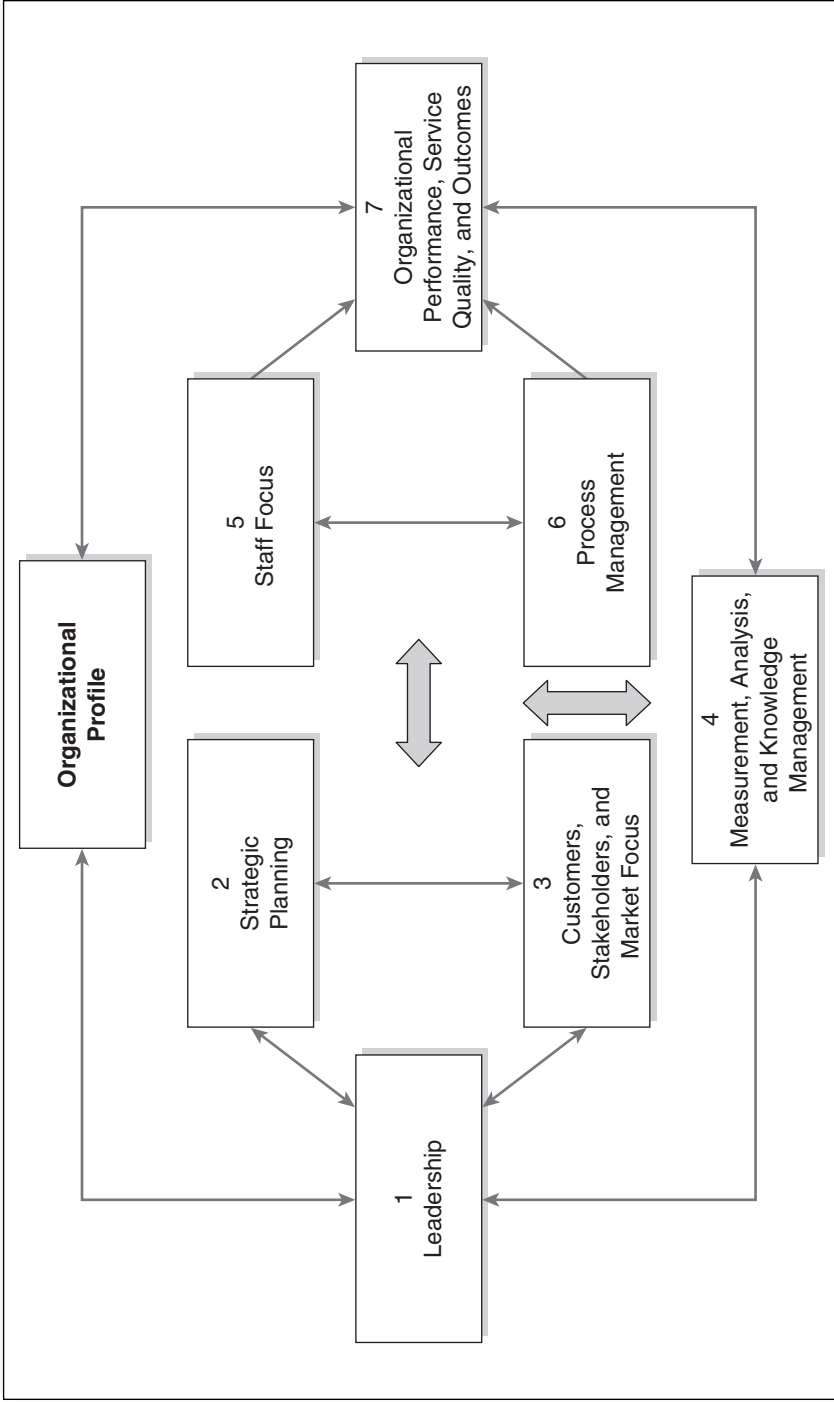 Organizational
Profile
1
Leadership
2
Strategic
Planning
3
Customers,
Stakeholders, and
Market Focus
4
Measurement, Analysis,
and Knowledge
Management
5
Staff Focus
6
Process
Management
7
Organizational
Performance, Service
Quality, and Outcomes